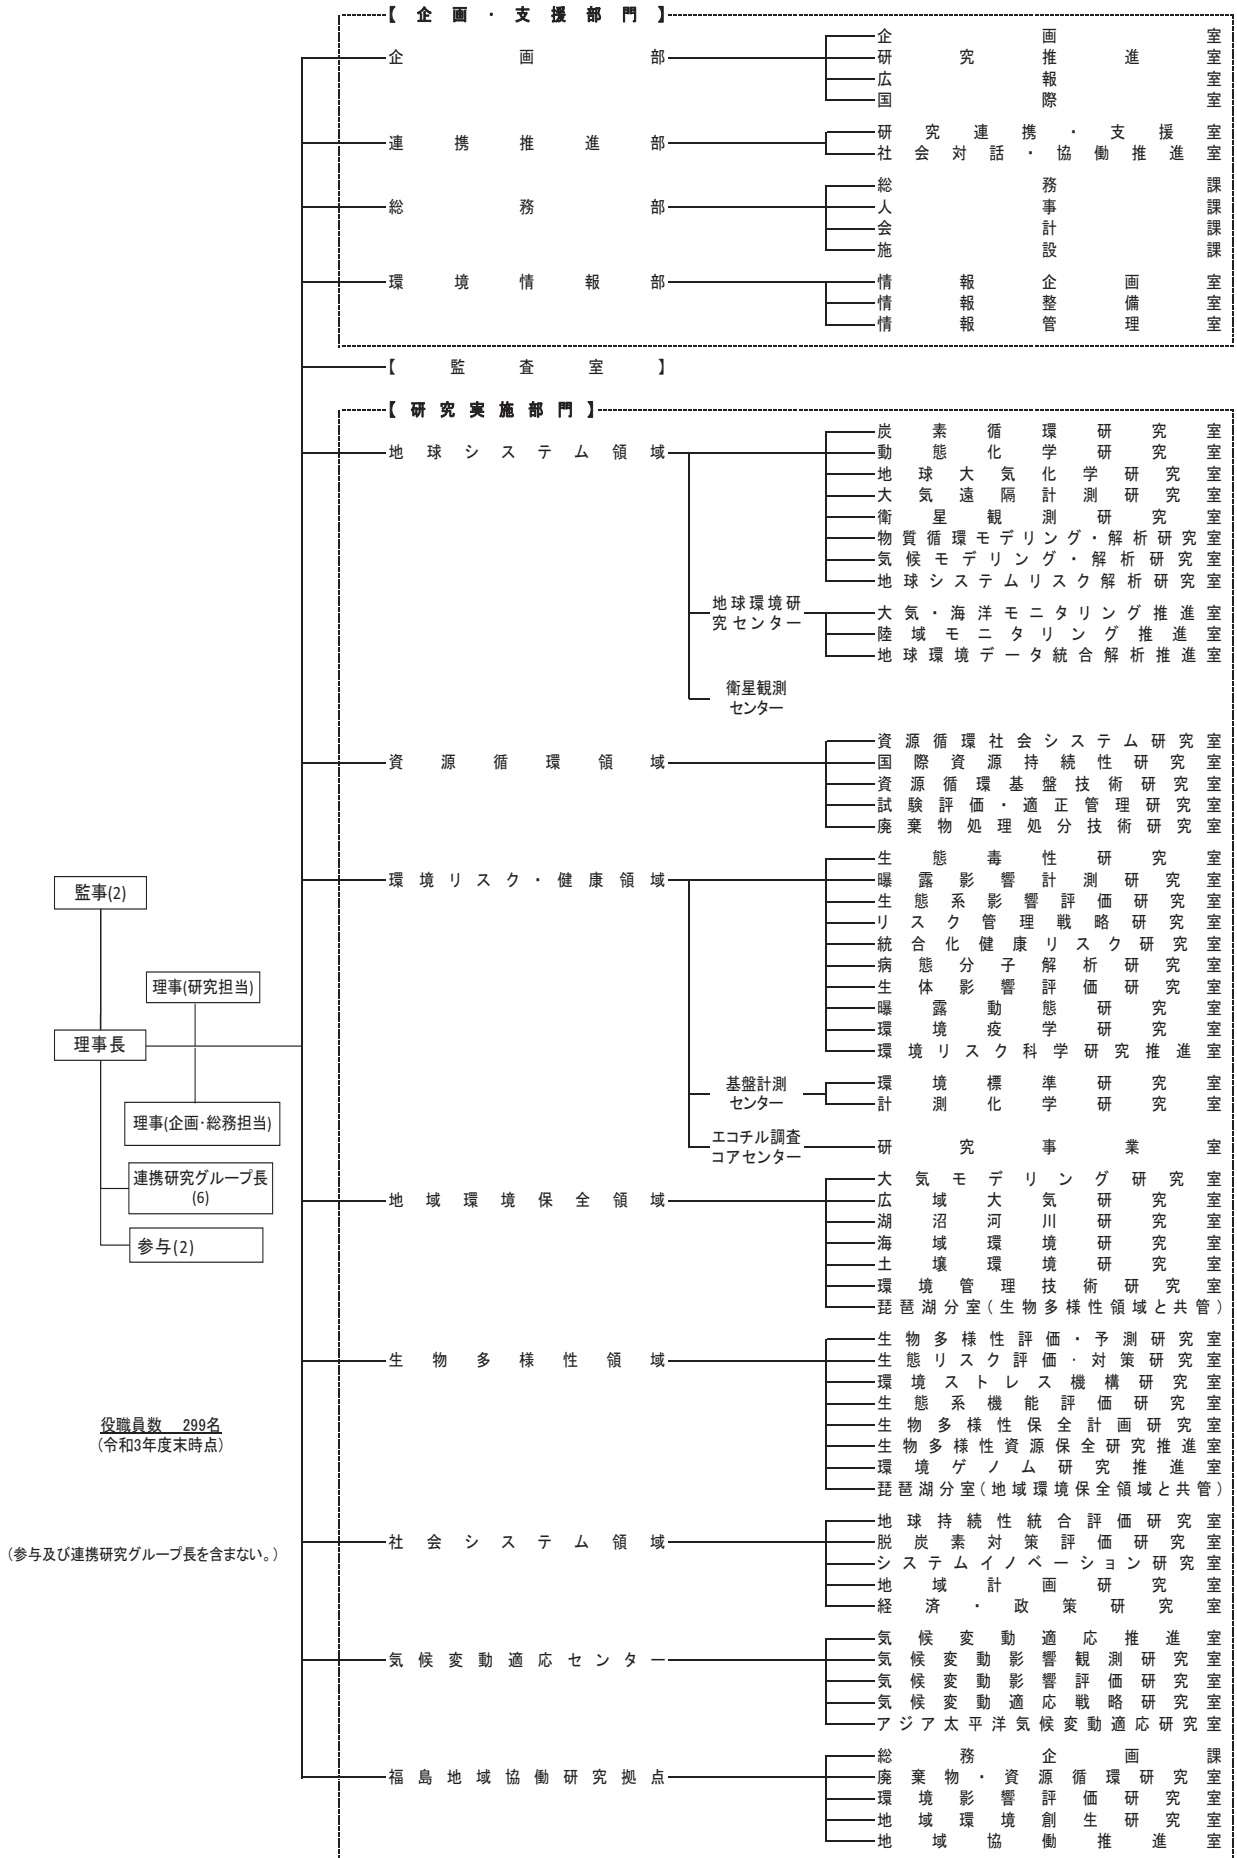 【企画・支援部門】
企画部
企画室
研究推進室
広報室
国際室
連携推進部
研究連携・支援室
社会対話・協働推進室
総務部
総務課
人事課
会計課
施設課
環境情報部
情報企画室
情報整備室
情報管理室
【監査室】
【研究実施部門】
地球システム領域
炭素循環研究室
動態化学研究室
地球大気化学研究室
大気遠隔計測研究室
衛星観測研究室
物質循環モデリング・解析研究室
気候モデリング・解析研究室
地球システムリスク解析研究室
地球環境研
究センター
大気・海洋モニタリング推進室
陸域モニタリング推進室
地球環境データ統合解析推進室
衛星観測
センター
資源循環領域
資源循環社会システム研究室
国際資源持続性研究室
資源循環基盤技術研究室
試験評価・適正管理研究室
廃棄物処理処分技術研究室
環境リスク・健康領域
生態毒性研究室
曝露影響計測研究室
生態系影響評価研究室
リスク管理戦略研究室
統合化健康リスク研究室
病態分子解析研究室
生体影響評価研究室
曝露動態研究室
環境疫学研究室
環境リスク科学研究推進室
基盤計測
センター
環境標準研究室
計測化学研究室
エコチル調査
コアセンター
研究事業室
監事(2)
理事(研究担当)
理事長
理事(企画・総務担当)
連携研究グループ長
(6)
参与(2)
地域環境保全領域
大気モデリング研究室
広域大気研究室
湖沼河川研究室
海域環境研究室
土壌環境研究室
環境管理技術研究室
琵琶湖分室(生物多様性領域と共管)
生物多様性領域
生物多様性評価・予測研究室
生態リスク評価・対策研究室
環境ストレス機構研究室
生態系機能評価研究室
生物多様性保全計画研究室
生物多様性資源保全研究推進室
環境ゲノム研究推進室
琵琶湖分室(地域環境保全領域と共管)
役職員数 299名
(令和3年度末時点)
(参与及び連携研究グループ長を含まない。)
社会システム領域
地球持続性統合評価研究室
脱炭素対策評価研究室
システムイノベーション研究室
地域計画研究室
経済・政策研究室
気候変動適応センター
気候変動適応推進室
気候変動影響観測研究室
気候変動影響評価研究室
気候変動適応戦略研究室
アジア太平洋気候変動適応研究室
福島地域協働研究拠点
総務企画課
廃棄物・資源循環研究室
環境影響評価研究室
地域環境創生研究室
地域協働推進室